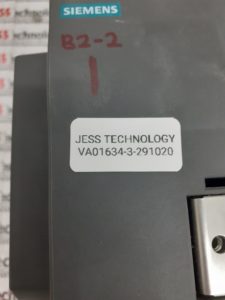 SIEMENS
B2-2
1
JESS TECHNOLOGY
VA01634-3-291020